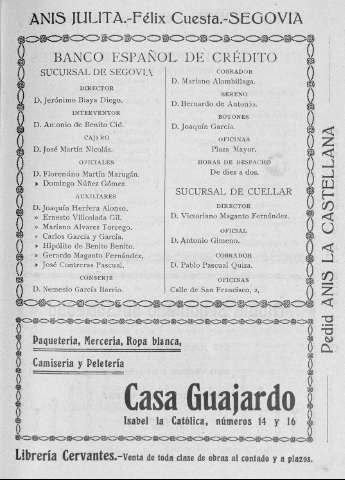 ANIS JULITA.-Félix Cuesta.-SEGOVIA
BANCO ESPAÑOL DE CRÉDITO
SUCURSAL DE SEGOVIA
DIRECTOR
D. Jerónimo Biaya Diego.
INTERVENTOR
D. Antonio de Benito Cid.
CAJERO
D. José Martín Nicolás.
OFICIALES
D. Florentino Martín Marugán.
» Domingo Núñez Gómez.
AUXILIARES
D. Joaquín Herrera Alonso.
» Ernesto Villoslada Gil.
» Mariano Alvarez Torrego.
» Carlos García y García.
» Hipólito de Benito Benito.
» Gerardo Maganto Fernández.
» José Contreras Pascual.
CONSERJE
D. Nemesio García Barrio.
COBRADOR
D. Mariano Alombillaga.
SERENO
D. Bernardo de Antonio.
BOTONES
D. Joaquín García.
OFICINAS
Plaza Mayor.
HORAS DE DESPACHO
De diez a dos.
SUCURSAL DE CUELLAR
DIRECTOR
D. Victoriano Maganto Fernández.
OFICIAL
D. Antonio Gimeno.
COBRADOR
D. Pablo Pascual Quiza.
OFICINAS
Calle de San Francisco, 2,
Pedid ANIS LA CASTELLANA
Paquetería, Mercería, Ropa blanca,
Camisería y Peletería
Casa Guajardo
Isabel la Católica, números 14 y 16
Librería Cervantes.-Venta de toda clase de obras al contado y a plazos.